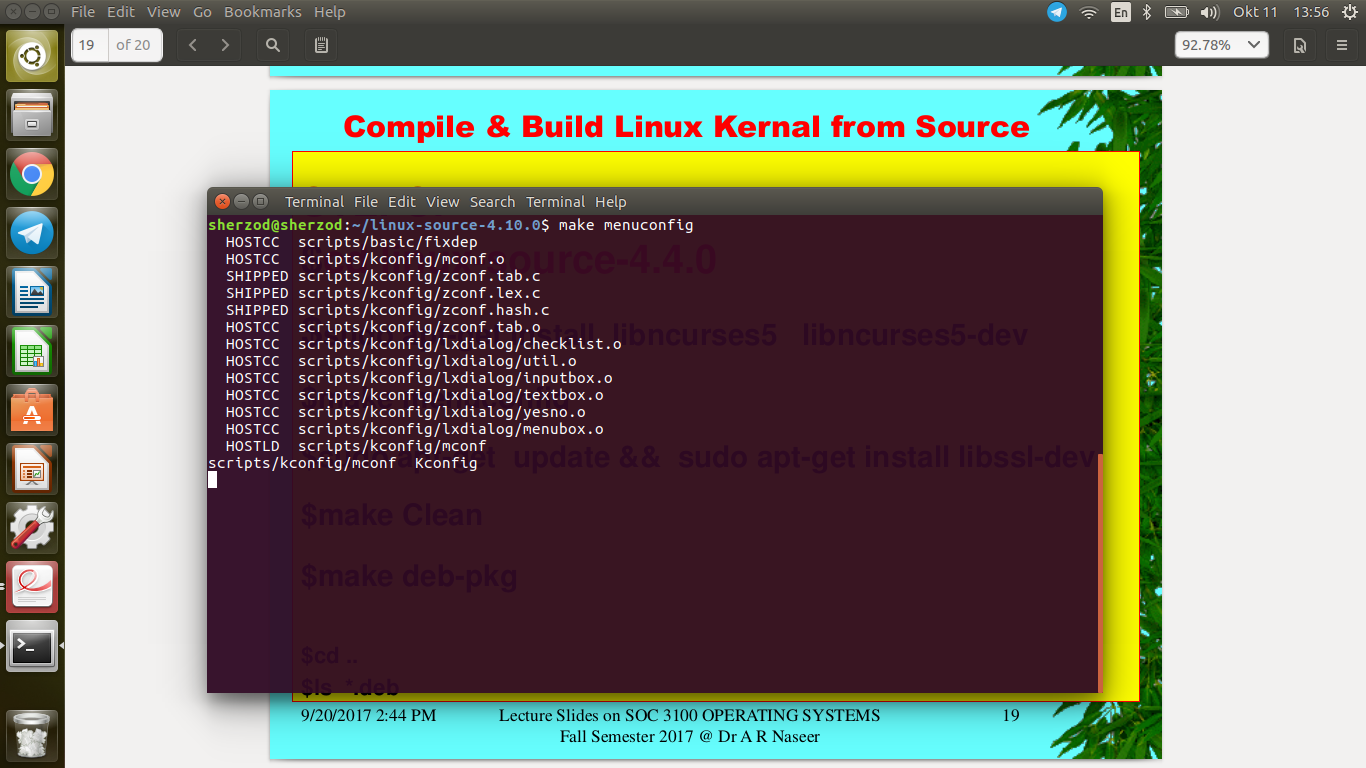 File Edit View Go Bookmarks Help
En
Okt 11 13:56
19 of 20
92.78%
Compile & Build Linux Kernal from Source
Terminal File Edit View Search Terminal Help
sherzod@sherzod:~/linux-source-4.10.0$ make menuconfig
HOSTCC scripts/basic/fixdep
HOSTCC scripts/kconfig/mconf.o
source-4.4.0
SHIPPED scripts/kconfig/zconf.tab.c
SHIPPED scripts/kconfig/zconf.lex.c
SHIPPED scripts/kconfig/zconf.hash.c
HOSTCC scripts/kconfig/zconf.tab.o
libncurses5 libncurses5-dev
HOSTCC scripts/kconfig/lxdialog/checklist.o
HOSTCC scripts/kconfig/lxdialog/util.o
HOSTCC scripts/kconfig/lxdialog/inputbox.o
HOSTCC scripts/kconfig/lxdialog/textbox.o
HOSTCC scripts/kconfig/lxdialog/yesno.o
HOSTCC scripts/kconfig/lxdialog/menubox.o
HOSTLD scripts/kconfig/mconf
scripts/kconfig/mconf Kconfig
update && sudo apt-get install libssl-dev
$make Clean
$make deb-pkg
$cd ..
$ls *.deb
9/20/2017 2:44 PM
Lecture Slides on SOC 3100 OPERATING SYSTEMS
Fall Semester 2017 @ Dr A R Naseer
19